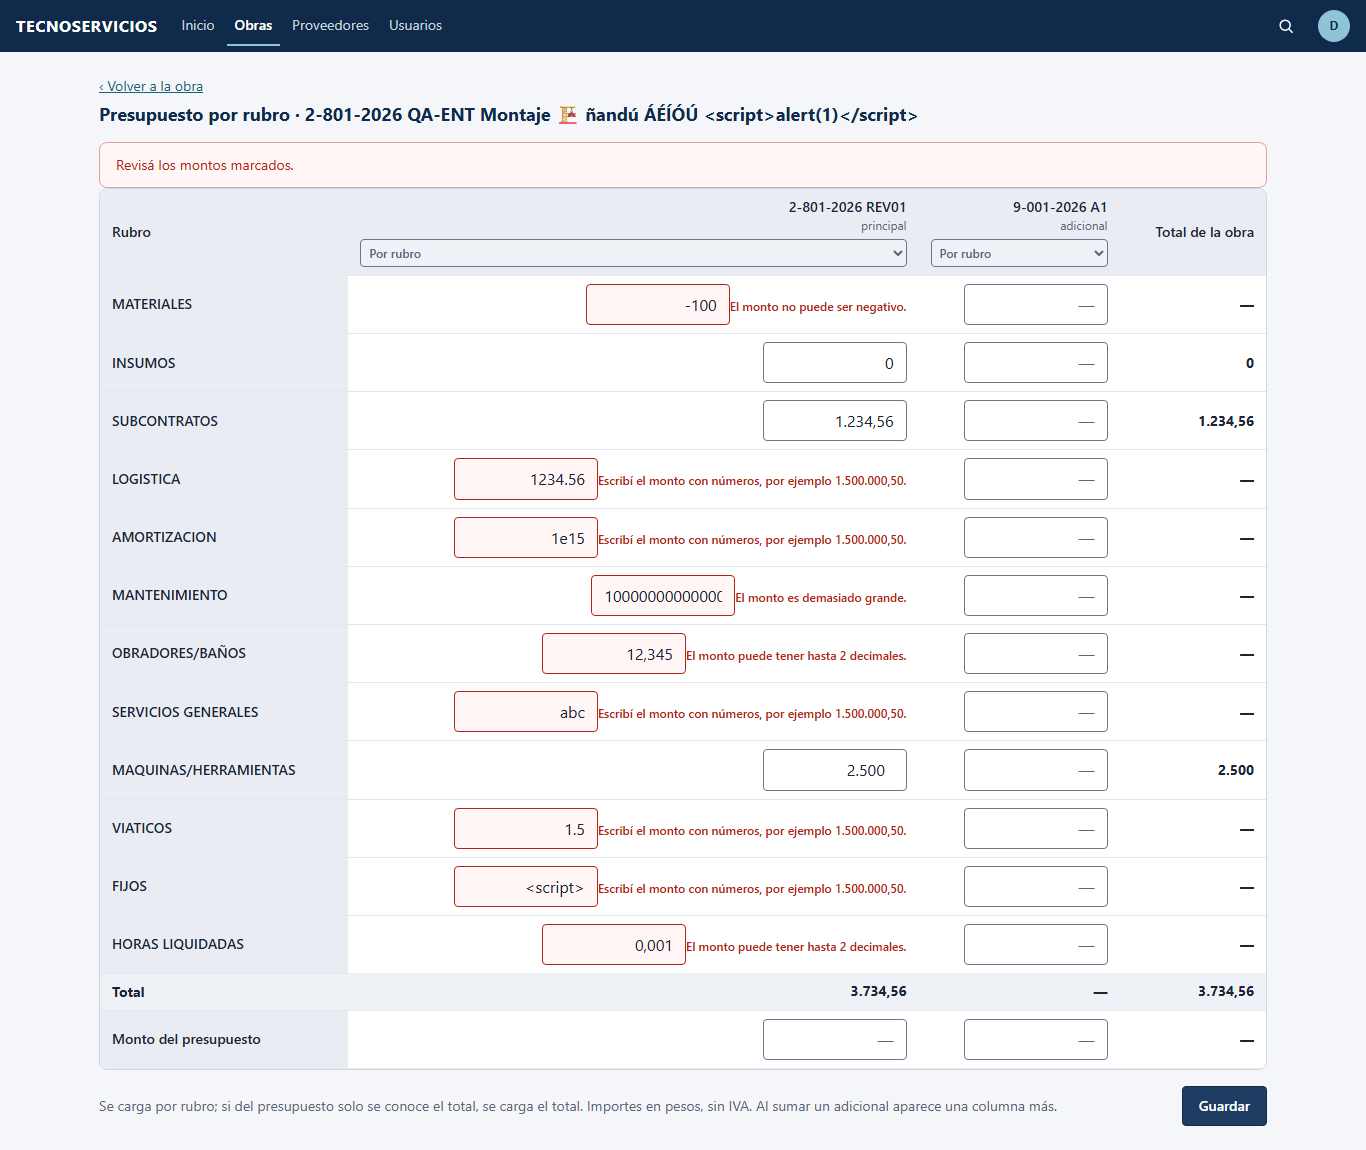 TECNOSERVICIOS Inicio Obras Proveedores Usuarios D
‹ Volver a la obra
Presupuesto por rubro · 2-801-2026 QA-ENT Montaje 🏗️ ñandú ÁÉÍÓÚ <script>alert(1)</script>
Revisá los montos marcados.
Rubro 2-801-2026 REV01 principal Por rubro 9-001-2026 A1 adicional Por rubro Total de la obra
MATERIALES -100 El monto no puede ser negativo. — —
INSUMOS 0 — 0
SUBCONTRATOS 1.234,56 — 1.234,56
LOGISTICA 1234.56 Escribí el monto con números, por ejemplo 1.500.000,50. — —
AMORTIZACION 1e15 Escribí el monto con números, por ejemplo 1.500.000,50. — —
MANTENIMIENTO El monto es demasiado grande. — —
OBRADORES/BAÑOS 12,345 El monto puede tener hasta 2 decimales. — —
SERVICIOS GENERALES abc Escribí el monto con números, por ejemplo 1.500.000,50. — —
MAQUINAS/HERRAMIENTAS 2.500 — 2.500
VIATICOS 1.5 Escribí el monto con números, por ejemplo 1.500.000,50. — —
FIJOS <script> Escribí el monto con números, por ejemplo 1.500.000,50. — —
HORAS LIQUIDADAS 0,001 El monto puede tener hasta 2 decimales. — —
Total 3.734,56 — 3.734,56
Monto del presupuesto — — —
Se carga por rubro; si del presupuesto solo se conoce el total, se carga el total. Importes en pesos, sin IVA. Al sumar un adicional aparece una columna más.
Guardar